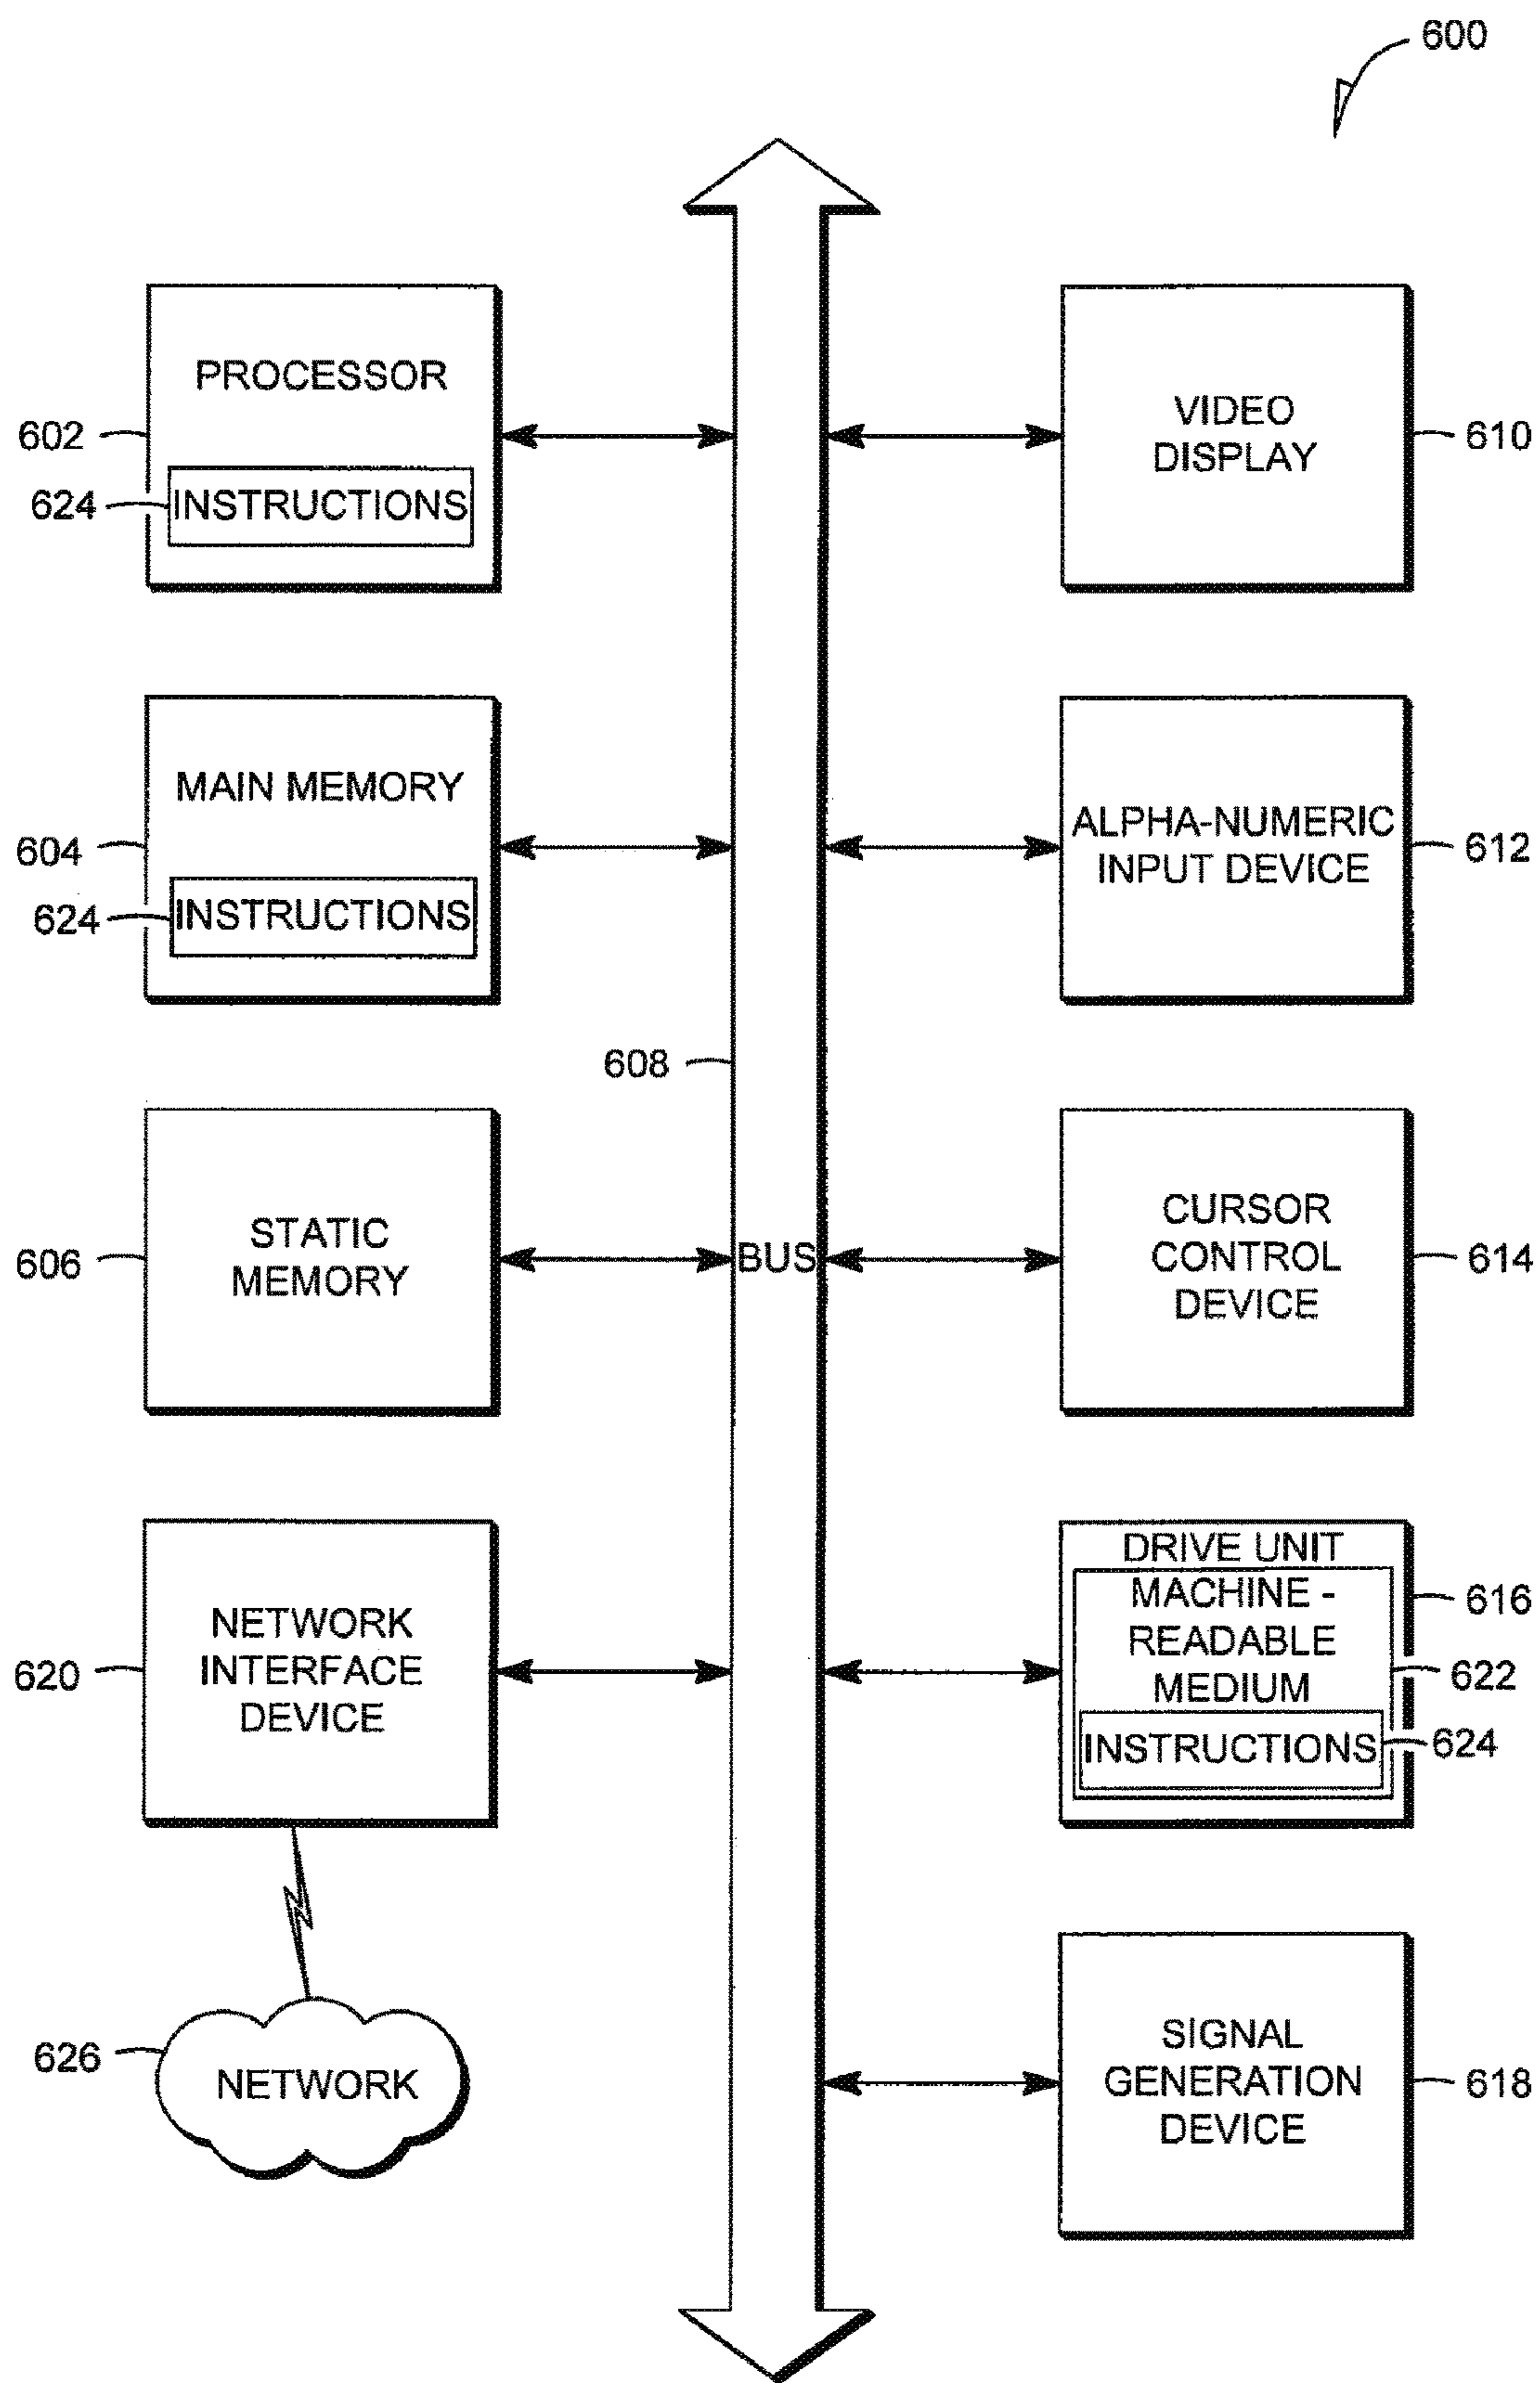 600
PROCESSOR
602
624
INSTRUCTIONS
VIDEO
DISPLAY
610
MAIN MEMORY
604
624
INSTRUCTIONS
ALPHA-NUMERIC
INPUT DEVICE
612
608
STATIC
MEMORY
606
BUS
CURSOR
CONTROL
DEVICE
614
NETWORK
INTERFACE
DEVICE
620
DRIVE UNIT
616
MACHINE -
READABLE
MEDIUM
622
INSTRUCTIONS
624
626
NETWORK
SIGNAL
GENERATION
DEVICE
618